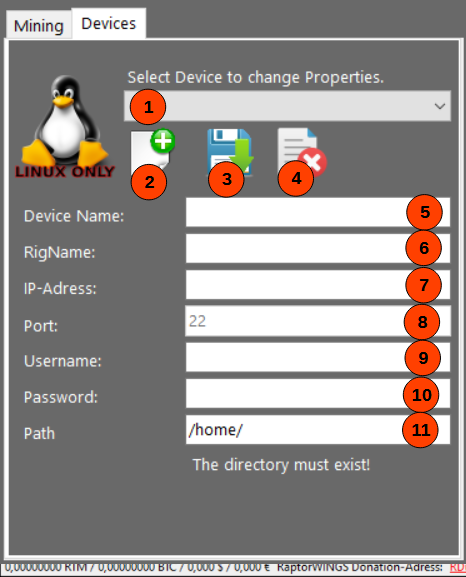 Mining
Devices
Select Device to change Properties.
1
LINUX ONLY
2
3
4
Device Name:
5
RigName:
6
IP-Adress:
7
Port:
22
8
Username:
9
Password:
10
Path
/home/
11
The directory must exist!
0,00000000 RTM / 0,00000000 BTC / 0,000 $ / 0,000 € RaptorWINGS Donation-Adress: RD